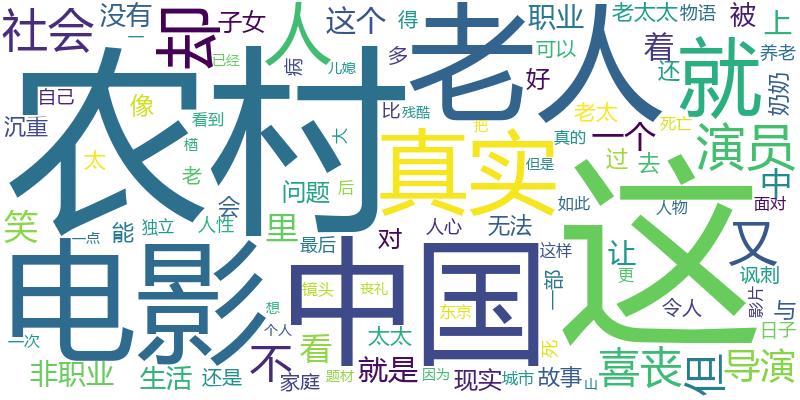 社会
没有
一
却
已经
子女
人
病
儿媳
这个
得
多
老人
职业
可以
好
老太太
物语
着
还
被
上
就
养老
奶奶
自己
像
沉重
农村
太
看到
栖
老
大
比
残酷
真实
把
真的
但是
老太
死亡
一个
过
去
演员
中
面对
笑
一点
能
独立
人性
会
里
问题
后
最后
对
人心
无法
如此
这
这样
人物
让
更
又
讽刺
与
电影
中国
镜头
丧礼
东京
一部
令人
影片
日子
一次
想
个人
不
看
太太
死
非职业
生活
还是
家庭
题材
就是
因为
现实
城市
故事
山
喜丧
但
导演